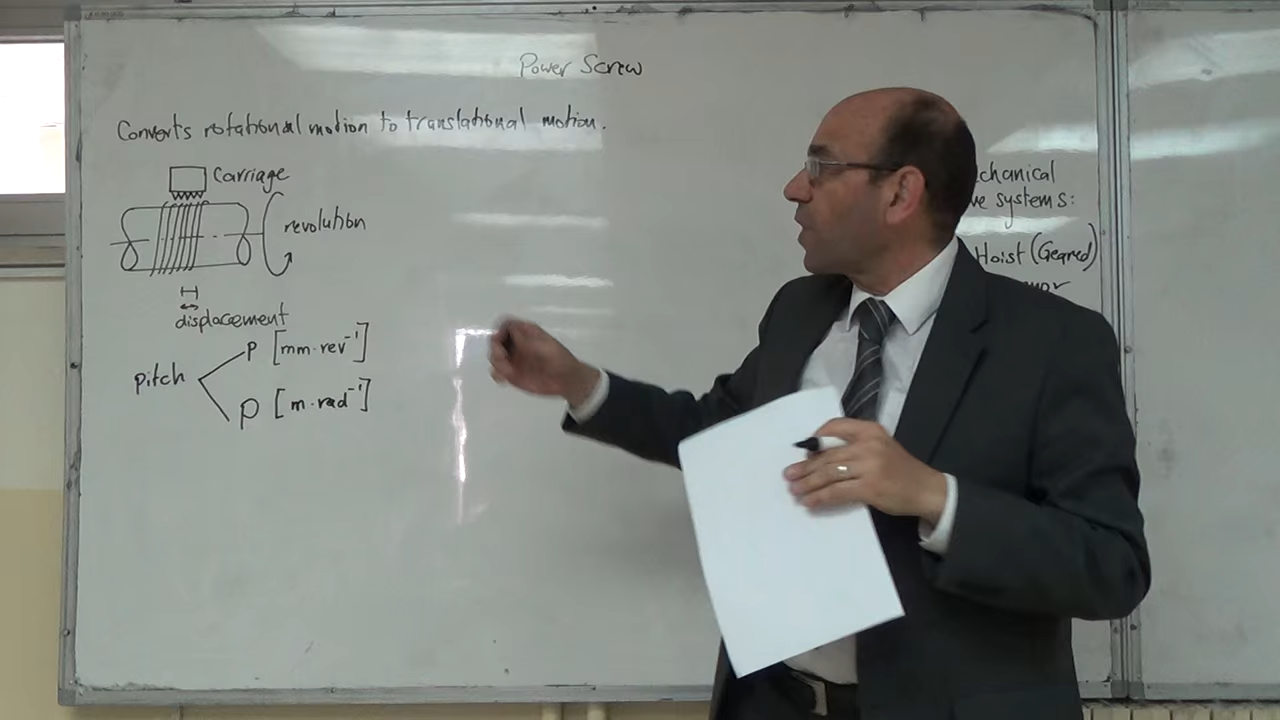 Power Screw
Converts rotational motion to translational motion.
Carriage
revolution
displacement
pitch
p [mm·rev⁻¹]
p [m·rad⁻¹]
chanical
ve systems:
Hoist (Geared)